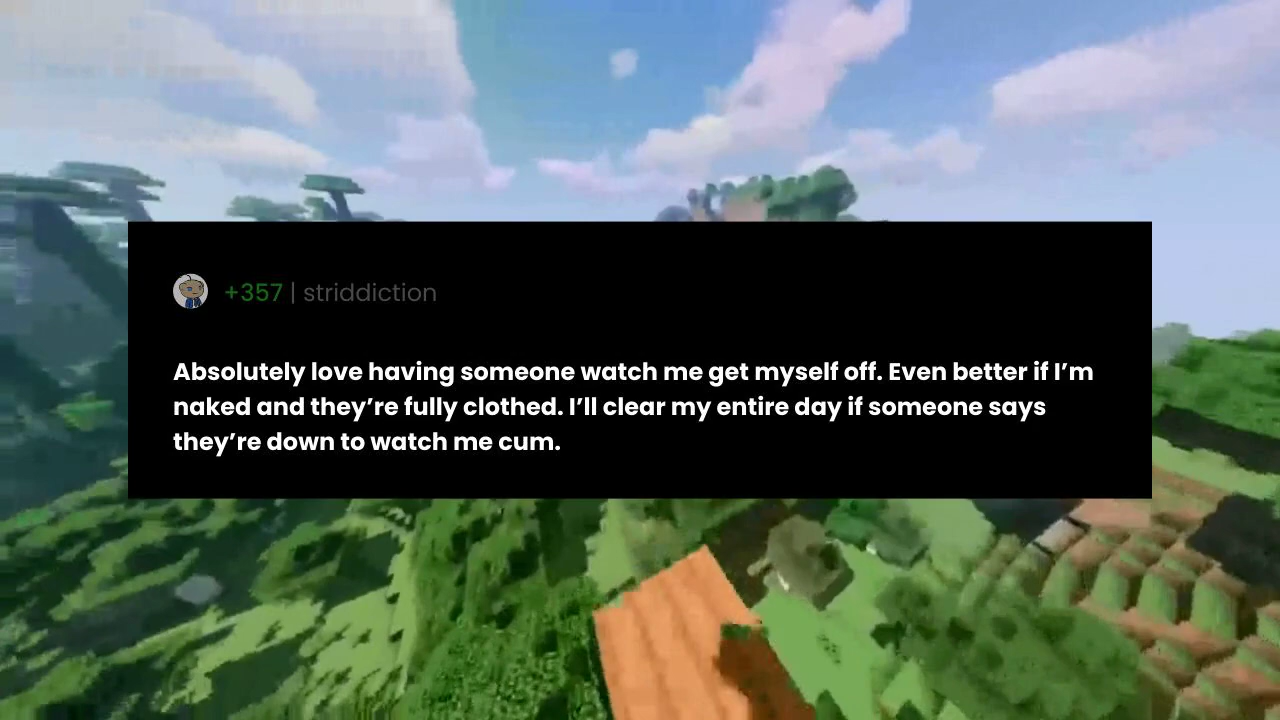 +357 | striddiction
Absolutely love having someone watch me get myself off. Even better if I’m
naked and they’re fully clothed. I’ll clear my entire day if someone says
they’re down to watch me cum.